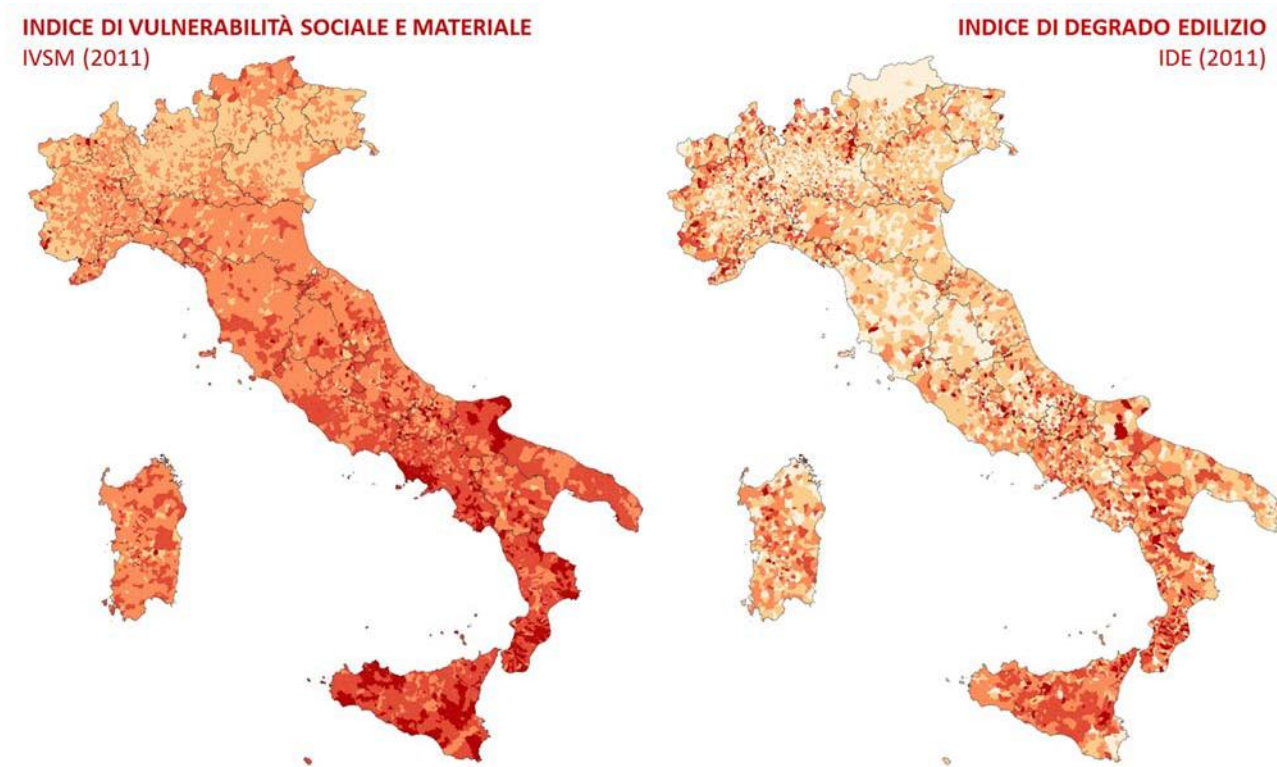 INDICE DI VULNERABILITÀ SOCIALE E MATERIALE
IVSM (2011)
INDICE DI DEGRADO EDILIZIO
IDE (2011)